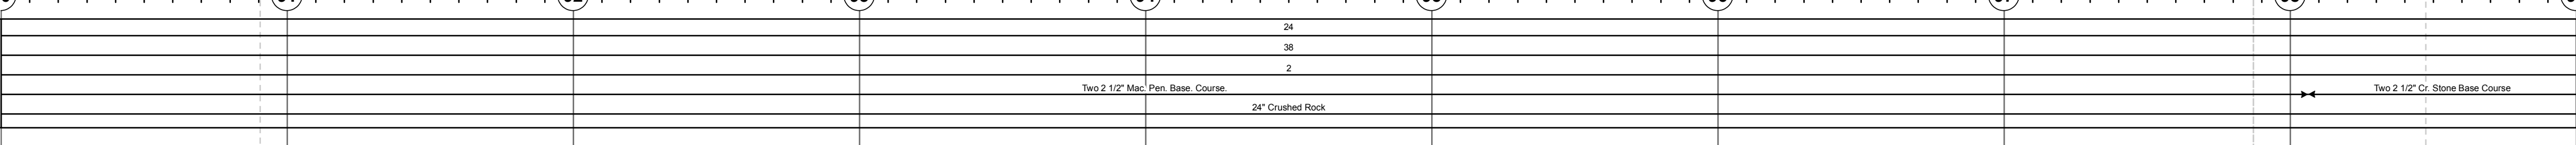 24
38
2
Two 2 1/2" Mac. Pen. Base. Course.
Two 2 1/2" Cr. Stone Base Course
24" Crushed Rock